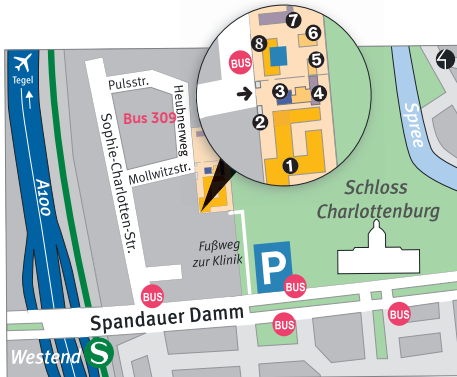 7
6
8
5
BUS
3
4
2
1
Tegel
Pulsstr.
Heubnerweg
Bus 309
Sophie-Charlotten-Str.
Mollwitzstr.
Spree
A100
Schloss
Charlottenburg
Fußweg
zur Klinik
P
BUS
BUS
BUS
BUS
Spandauer Damm
Westend
S